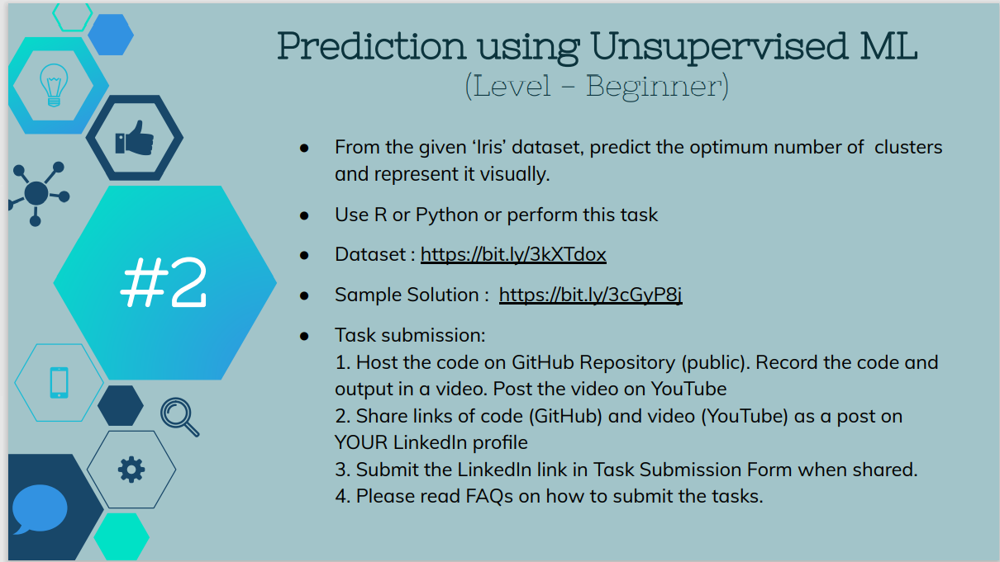 Prediction using Unsupervised ML
(Level - Beginner)
● From the given ‘Iris’ dataset, predict the optimum number of  clusters
and represent it visually.
● Use R or Python or perform this task
● Dataset : https://bit.ly/3kXTdox
● Sample Solution :  https://bit.ly/3cGyP8j
● Task submission:
1. Host the code on GitHub Repository (public). Record the code and
output in a video. Post the video on YouTube
2. Share links of code (GitHub) and video (YouTube) as a post on
YOUR LinkedIn profile
3. Submit the LinkedIn link in Task Submission Form when shared.
4. Please read FAQs on how to submit the tasks.
#2